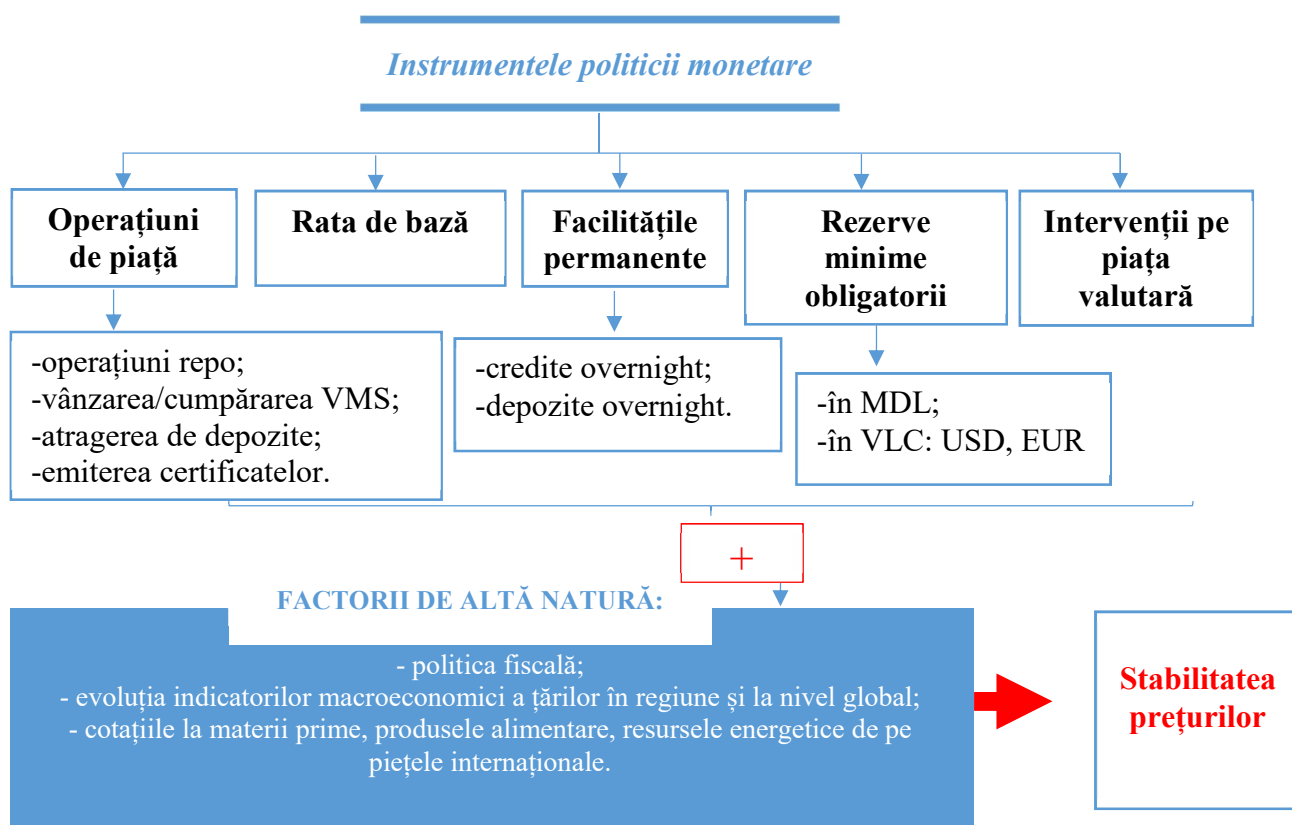 Instrumentele politicii monetare
Operațiuni
de piață
Rata de bază
Facilitățile
permanente
Rezerve
minime
obligatorii
Intervenții pe
piața
valutară
-operațiuni repo;
-vânzarea/cumpărarea VMS;
-atragerea de depozite;
-emiterea certificatelor.
-credite overnight;
-depozite overnight.
-în MDL;
-în VLC: USD, EUR
+
FACTORII DE ALTĂ NATURĂ:
- politica fiscală;
- evoluția indicatorilor macroeconomici a țărilor în regiune și la nivel global;
- cotațiile la materii prime, produsele alimentare, resursele energetice de pe
piețele internaționale.
Stabilitatea
prețurilor